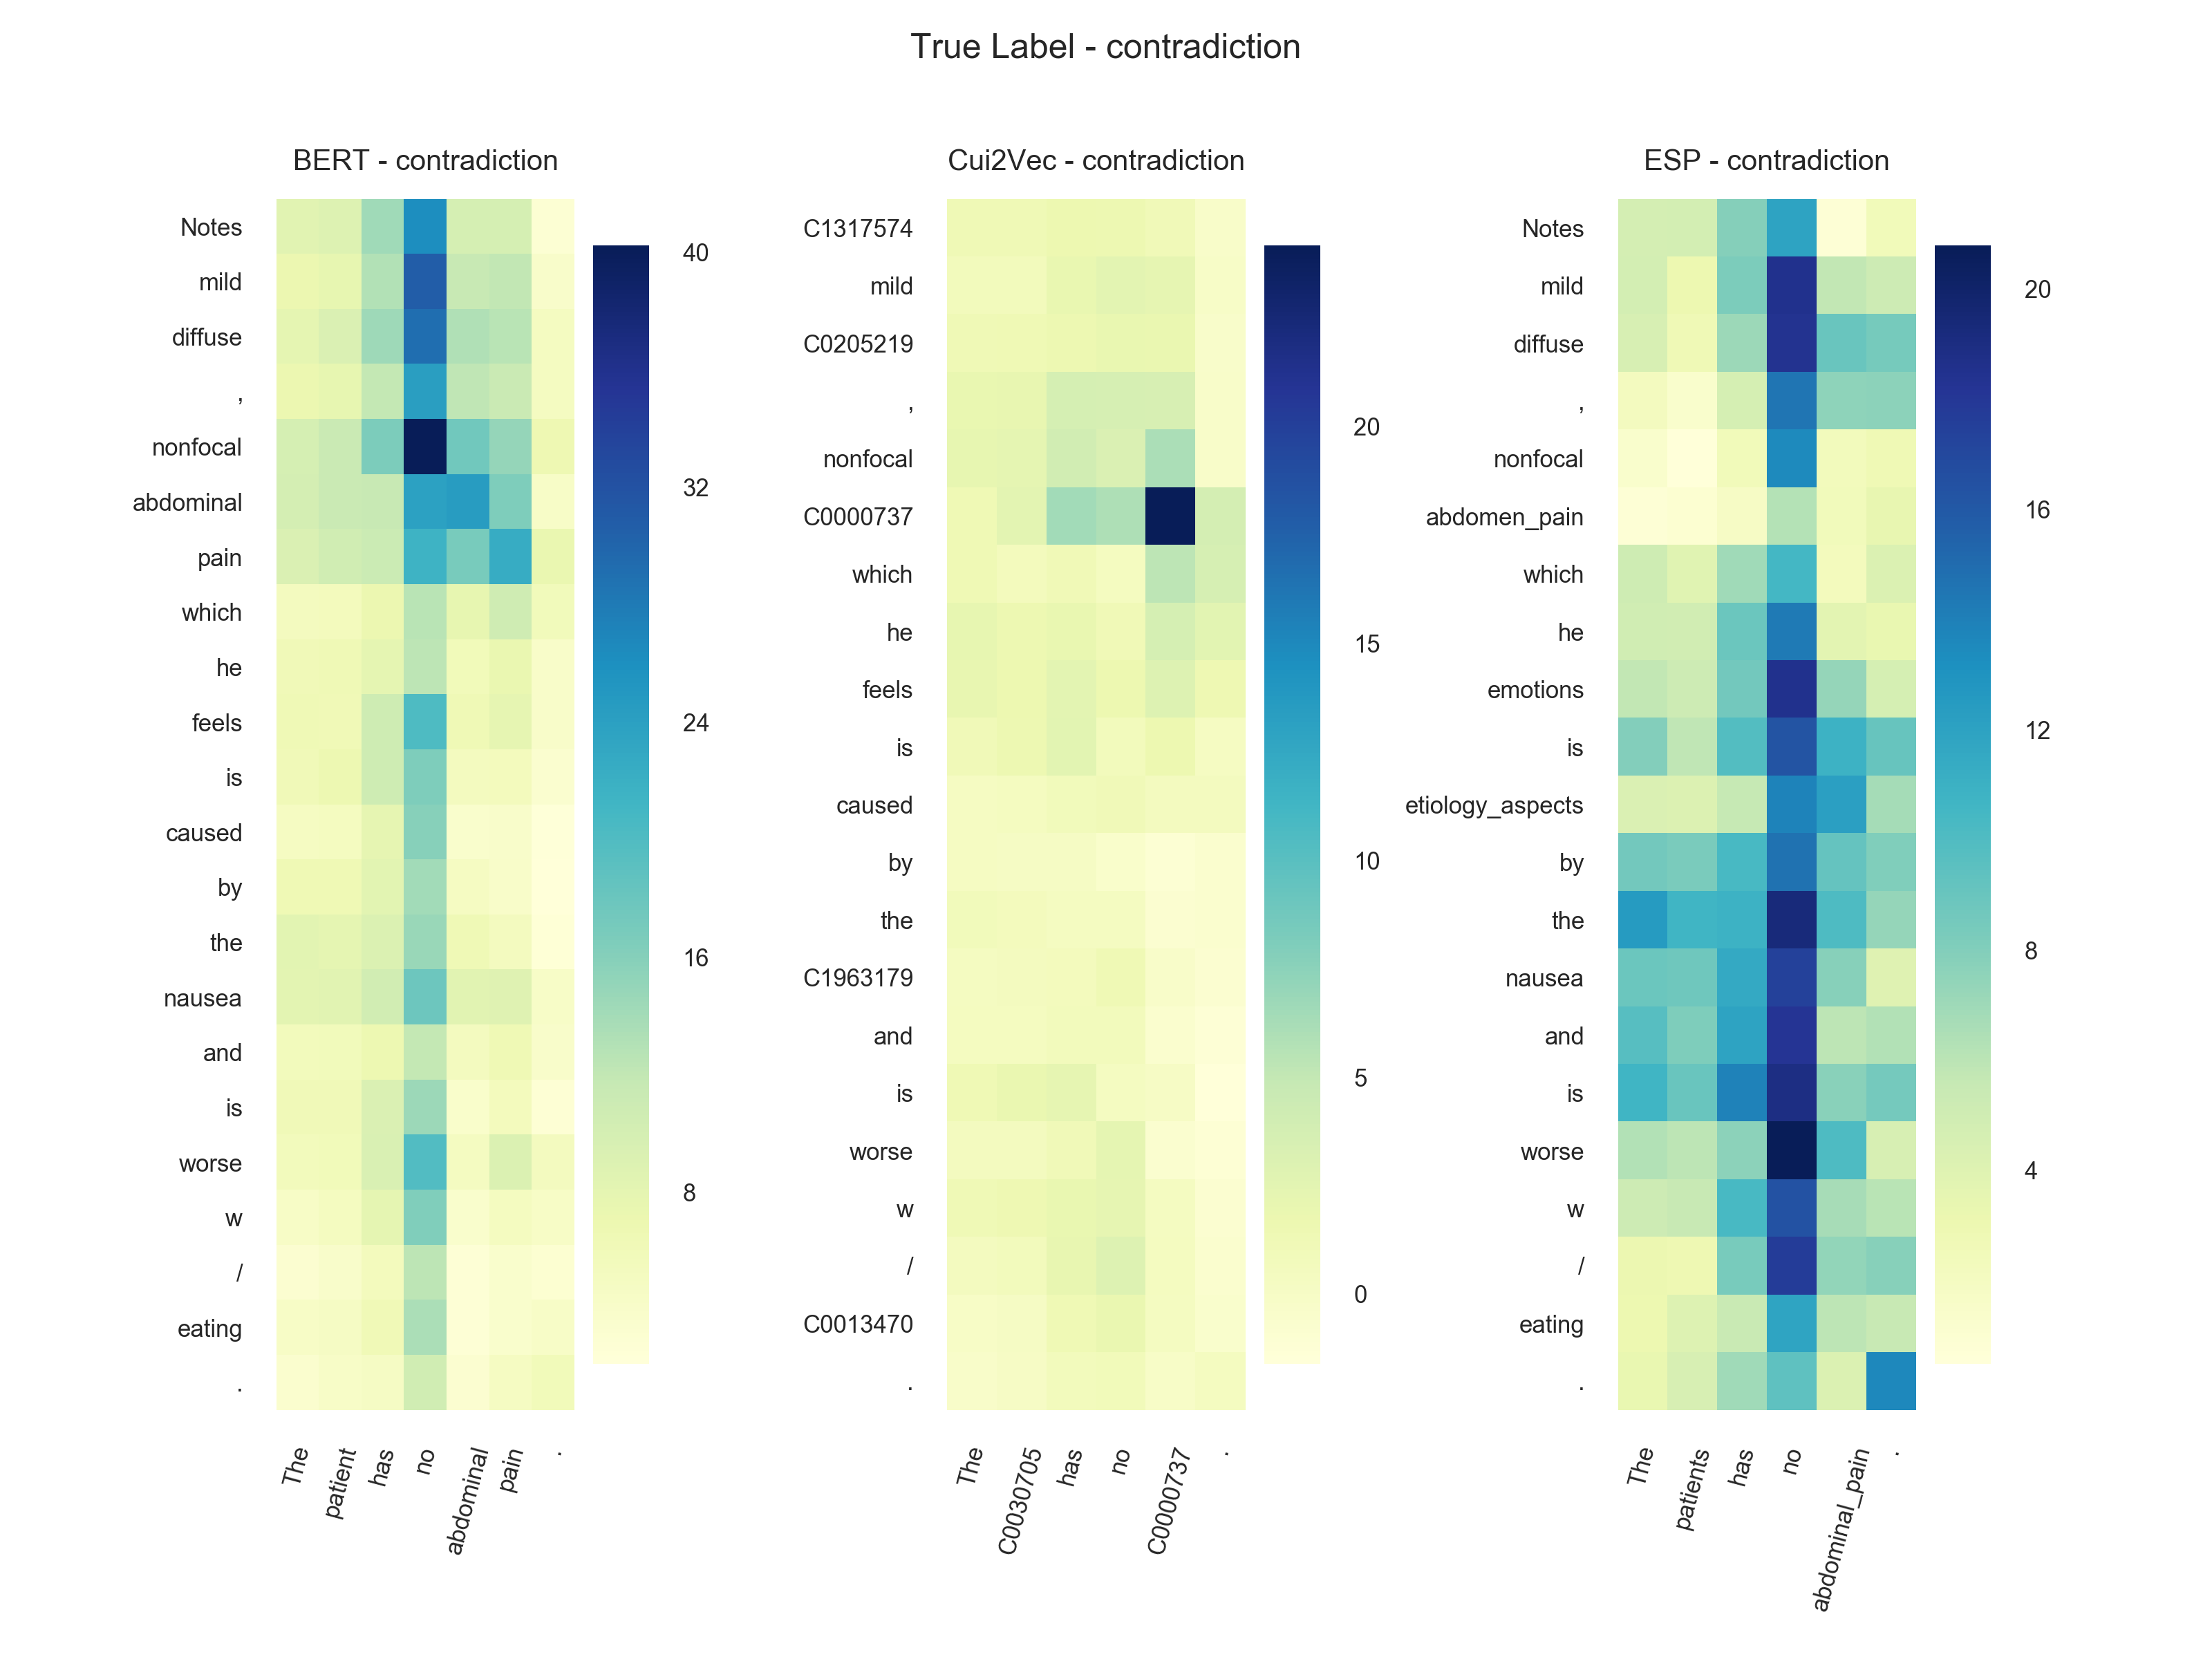 True Label - contradiction
BERT - contradiction
Notes
mild
diffuse
,
nonfocal
abdominal
pain
which
he
feels
is
caused
by
the
nausea
and
is
worse
w
/
eating
.
The
patient
has
no
abdominal
pain
.
40
32
24
16
8
Cui2Vec - contradiction
C1317574
mild
C0205219
,
nonfocal
C0000737
which
he
feels
is
caused
by
the
C1963179
and
is
worse
w
/
C0013470
.
The
C0030705
has
no
C0000737
.
20
15
10
5
0
ESP - contradiction
Notes
mild
diffuse
,
nonfocal
abdomen_pain
which
he
emotions
is
etiology_aspects
by
the
nausea
and
is
worse
w
/
eating
.
The
patients
has
no
abdominal_pain
.
20
16
12
8
4